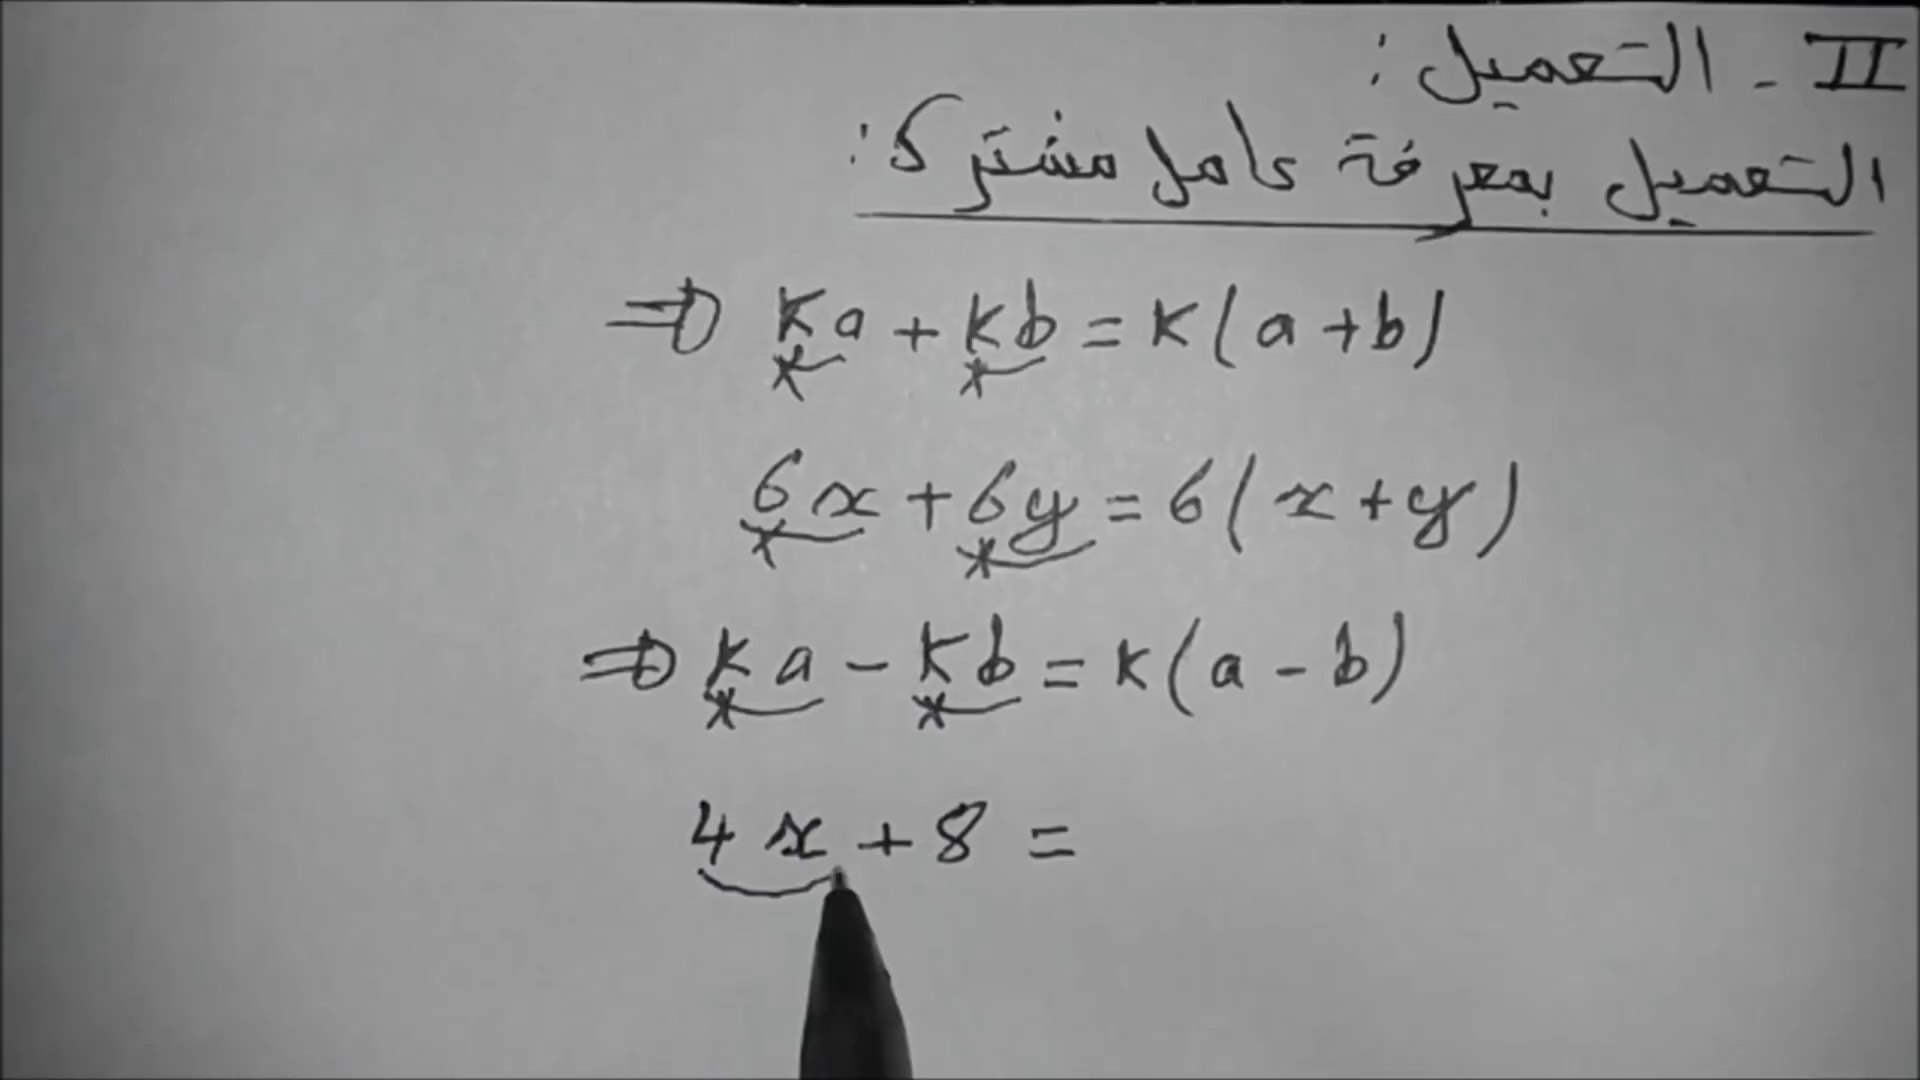 II - التعميل :
التعميل بمعرفة عامل مشترك :
⇒ Ka + Kb = K(a+b)
6x + 6y = 6(x+y)
⇒ Ka - Kb = K(a-b)
4x + 8 =